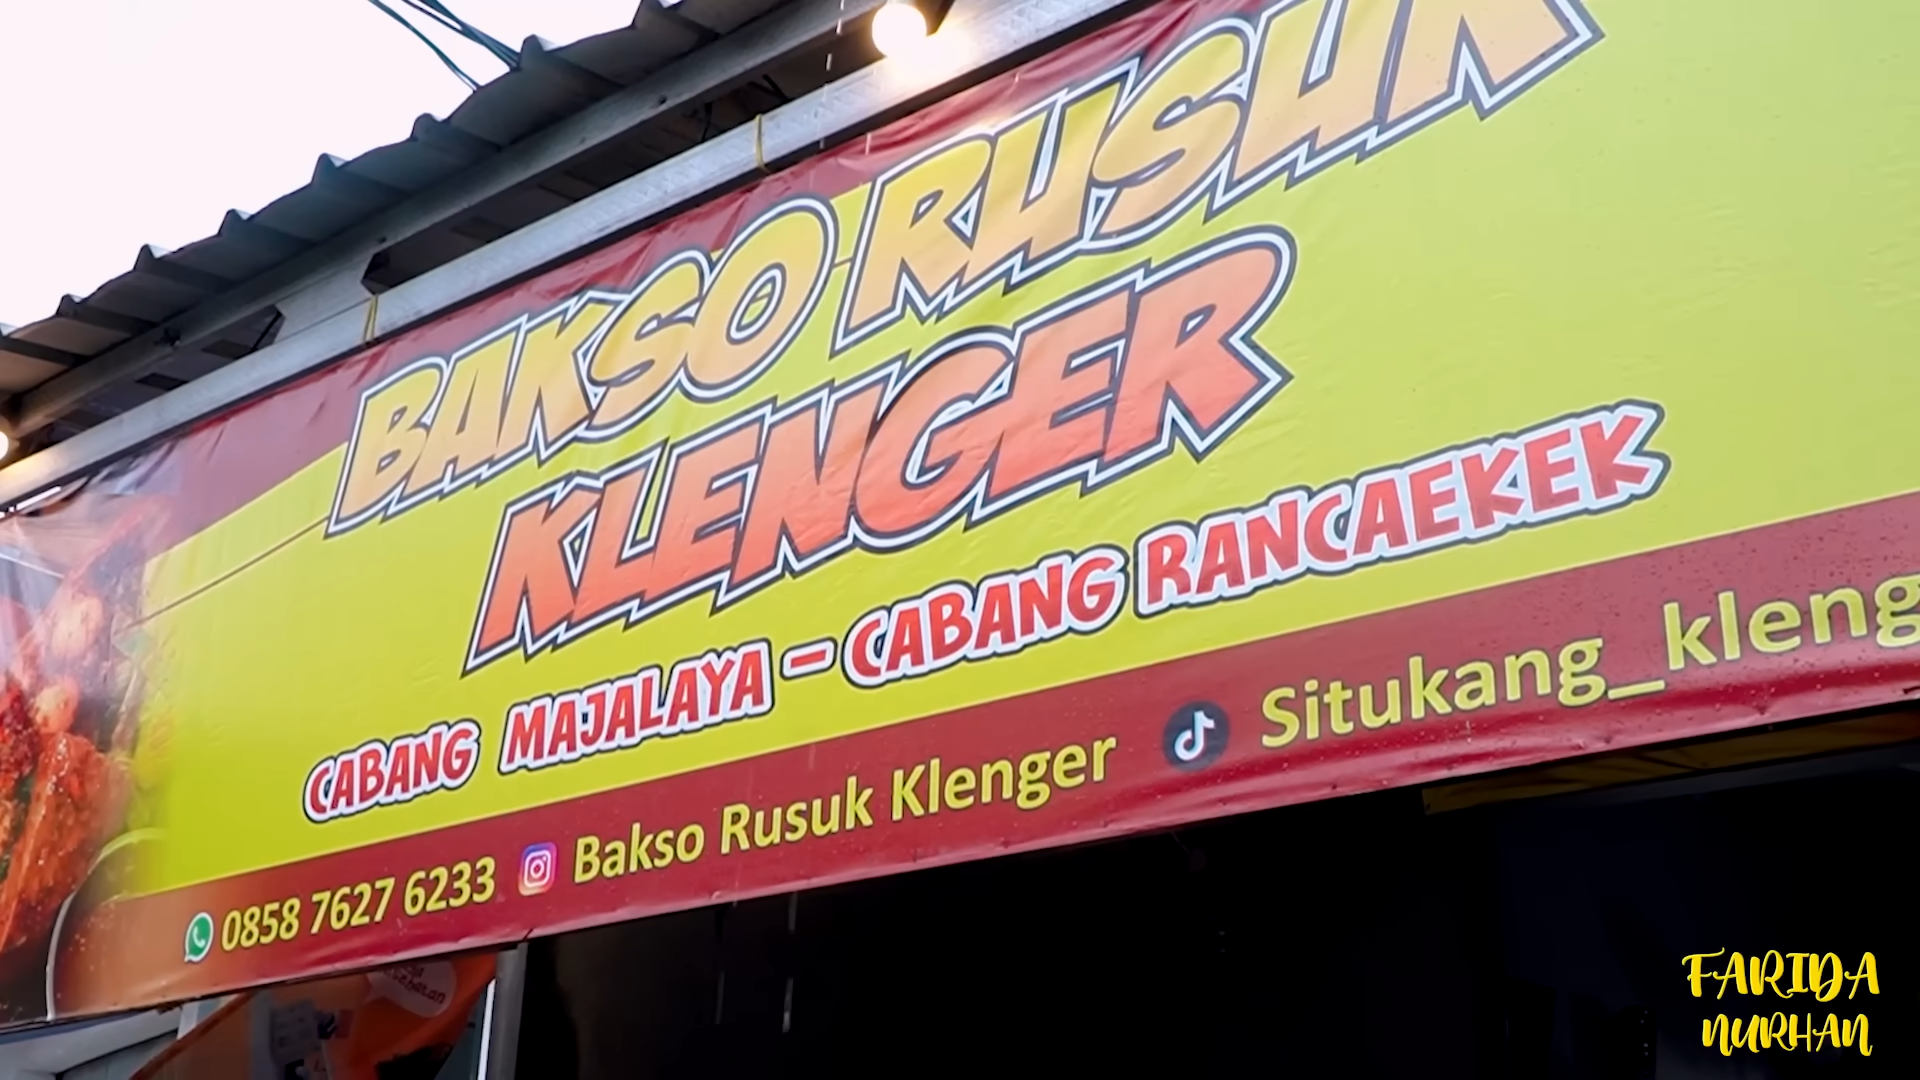 BAKSO RUSUK
KLENGER
CABANG MAJALAYA - CABANG RANCAEKEK
0858 7627 6233 Bakso Rusuk Klenger Situkang_kleng
FARIDA
NURHAN